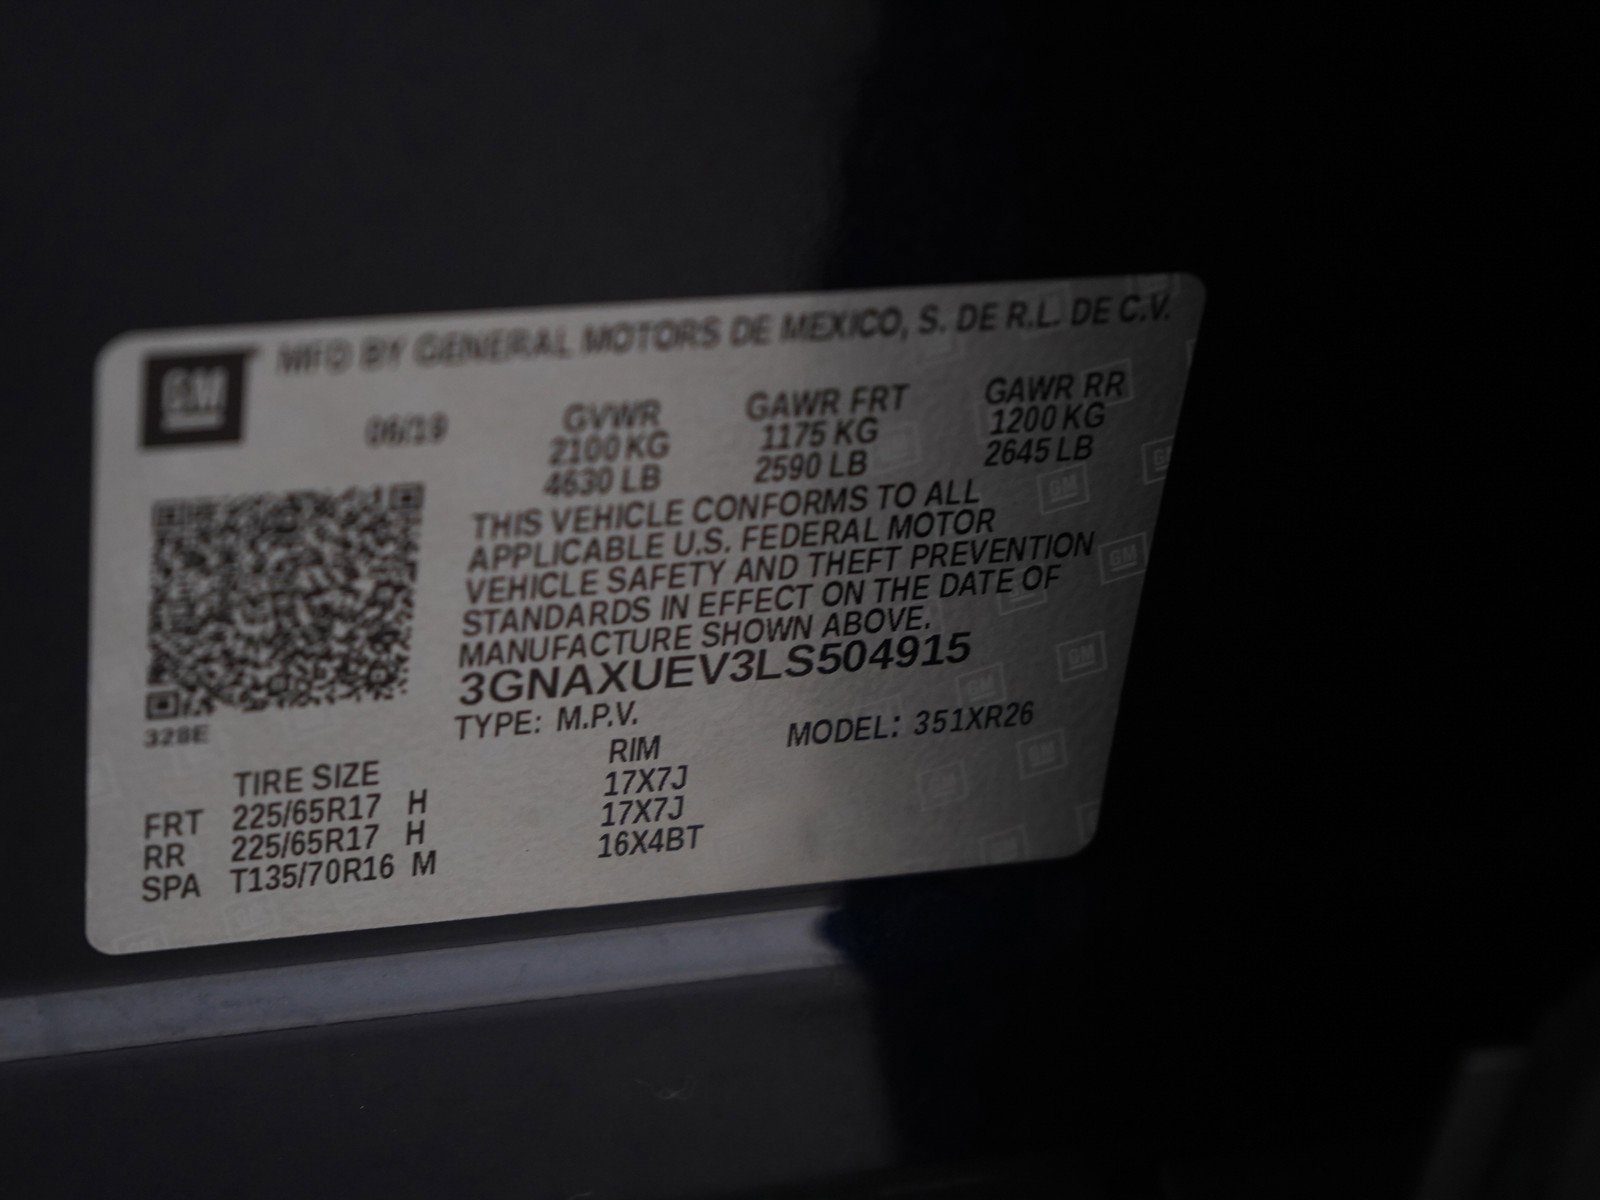 GM
MFD BY GENERAL MOTORS DE MEXICO, S. DE R.L. DE C.V.
06/19 GVWR GAWR FRT GAWR RR
2100 KG 1175 KG 1200 KG
4630 LB 2590 LB 2645 LB
THIS VEHICLE CONFORMS TO ALL
APPLICABLE U.S. FEDERAL MOTOR
VEHICLE SAFETY AND THEFT PREVENTION
STANDARDS IN EFFECT ON THE DATE OF
MANUFACTURE SHOWN ABOVE.
3GNAXUEV3LS504915
328E
TYPE: M.P.V. MODEL: 351XR26
TIRE SIZE RIM
FRT 225/65R17 H 17X7J
RR 225/65R17 H 17X7J
SPA T135/70R16 M 16X4BT